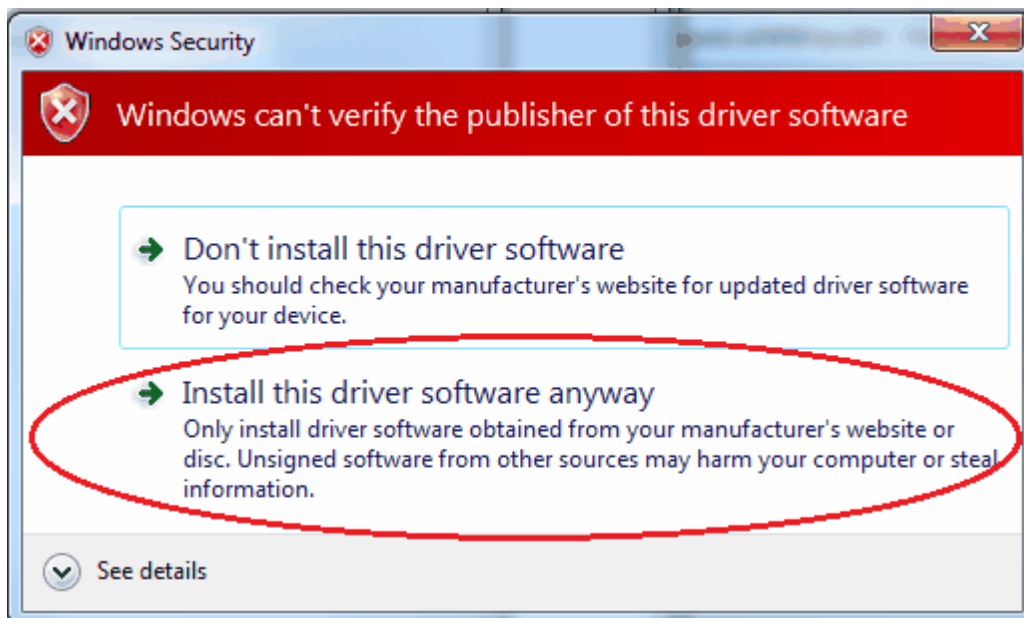 Windows Security
Windows can't verify the publisher of this driver software
Don't install this driver software
You should check your manufacturer's website for updated driver software
for your device.
Install this driver software anyway
Only install driver software obtained from your manufacturer's website or
disc. Unsigned software from other sources may harm your computer or steal
information.
See details